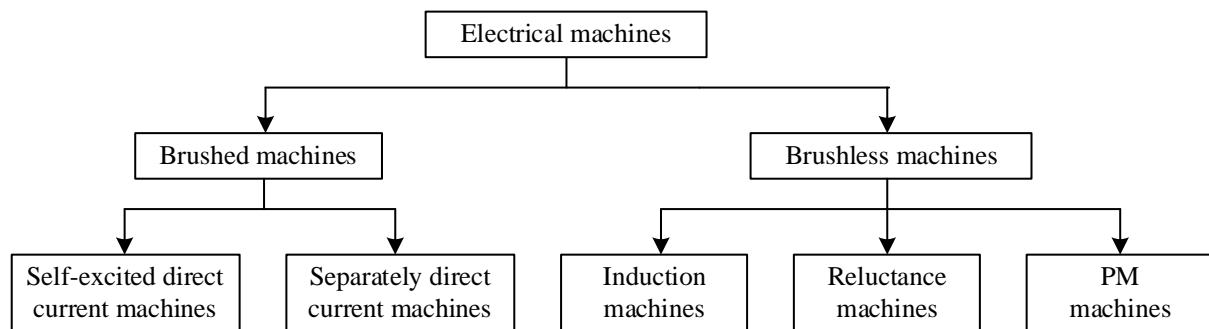 Electrical machines
Brushed machines
Brushless machines
Self-excited direct
current machines
Separately direct
current machines
Induction
machines
Reluctance
machines
PM
machines